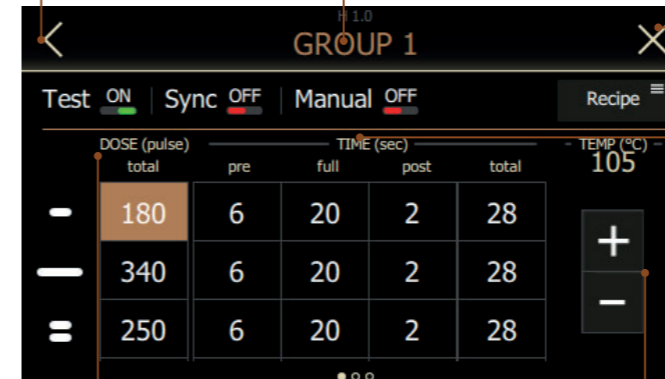 H 1.0
GROUP 1
Test ON Sync OFF Manual OFF Recipe
DOSE (pulse) TIME (sec) TEMP (°C)
total pre full post total 105
180 6 20 2 28
340 6 20 2 28
250 6 20 2 28